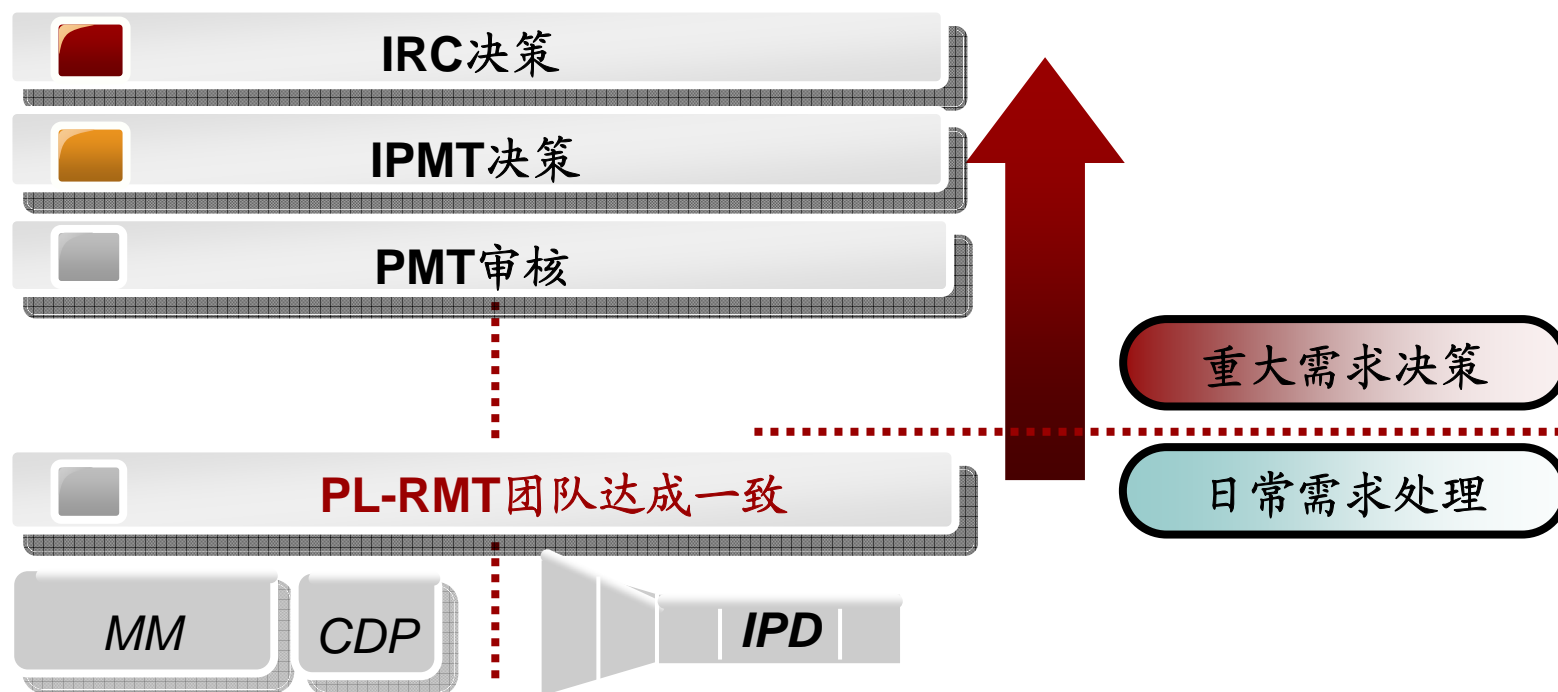 IRC决策
IPMT决策
PMT审核
重大需求决策
PL-RMT团队达成一致
日常需求处理
MM
CDP
IPD